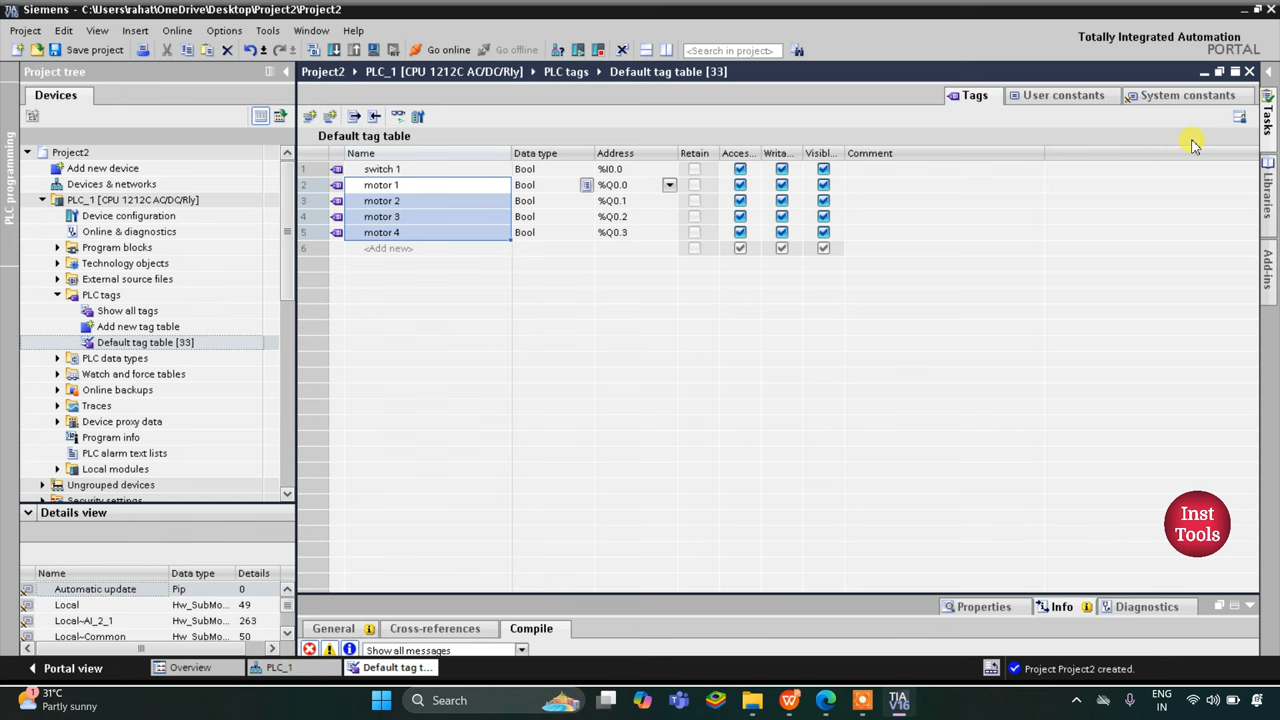 Siemens - C:\Users\rahat\OneDrive\Desktop\Project2\Project2
Project Edit View Insert Online Options Tools Window Help
Totally Integrated Automation
PORTAL
Save project Go online Go offline <Search in project>
Project tree
Project2 PLC_1 [CPU 1212C AC/DC/Rly] PLC tags Default tag table [33]
Devices
Tags User constants System constants
Default tag table
Name Data type Address Retain Acces... Writa... Visibl... Comment
1 switch 1 Bool %I0.0
2 motor 1 Bool %Q0.0
3 motor 2 Bool %Q0.1
4 motor 3 Bool %Q0.2
5 motor 4 Bool %Q0.3
6 <Add new>
Project2
Add new device
Devices & networks
PLC_1 [CPU 1212C AC/DC/Rly]
Device configuration
Online & diagnostics
Program blocks
Technology objects
External source files
PLC tags
Show all tags
Add new tag table
Default tag table [33]
PLC data types
Watch and force tables
Online backups
Traces
Device proxy data
Program info
PLC alarm text lists
Local modules
Ungrouped devices
Security settings
PLC programming
Tasks
Libraries
Add-ins
Inst
Tools
Details view
Name Data type Details
Automatic update Pip 0
Local Hw_SubMo... 49
Local~AI_2_1 Hw_SubMo... 263
Local~Common Hw_SubMo... 50
Properties Info Diagnostics
General Cross-references Compile
Show all messages
Portal view Overview PLC_1 Default tag t... Project Project2 created.
31°C
Partly sunny
Search
TIA
V16
ENG
IN